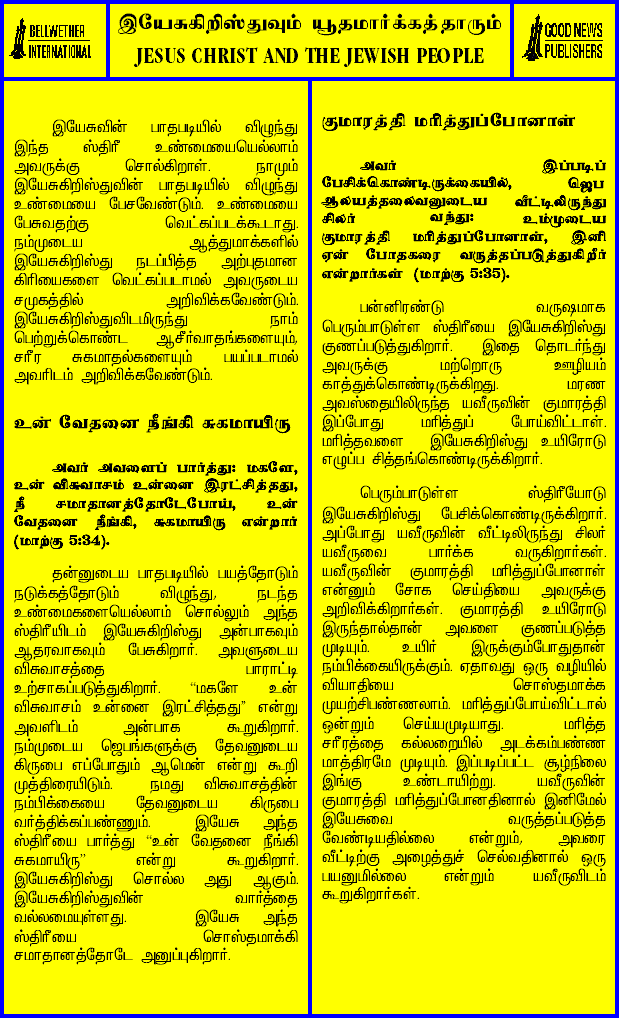 BELLWETHER
INTERNATIONAL
இயேசுகிறிஸ்துவும் யூதமார்க்கத்தாரும்
JESUS CHRIST AND THE JEWISH PEOPLE
GOOD NEWS
PUBLISHERS
இயேசுவின் பாதபடியில் விழுந்து
இந்த ஸ்திரீ உண்மையையெல்லாம்
அவருக்கு சொல்கிறாள். நாமும்
இயேசுகிறிஸ்துவின் பாதபடியில் விழுந்து
உண்மையை பேசவேண்டும். உண்மையை
பேசுவதற்கு வெட்கப்படக்கூடாது.
நம்முடைய ஆத்துமாக்களில்
இயேசுகிறிஸ்து நடப்பித்த அற்புதமான
கிரியைகளை வெட்கப்படாமல் அவருடைய
சமுகத்தில் அறிவிக்கவேண்டும்.
இயேசுகிறிஸ்துவிடமிருந்து நாம்
பெற்றுக்கொண்ட ஆசீர்வாதங்களையும்,
சரீர சுகமாதல்களையும் பயப்படாமல்
அவரிடம் அறிவிக்கவேண்டும்.
உன் வேதனை நீங்கி சுகமாயிரு
அவர் அவளைப் பார்த்து: மகளே,
உன் விசுவாசம் உன்னை இரட்சித்தது,
நீ சமாதானத்தோடேபோய், உன்
வேதனை நீங்கி, சுகமாயிரு என்றார்
(மாற்கு 5:34).
தன்னுடைய பாதபடியில் பயத்தோடும்
நடுக்கத்தோடும் விழுந்து, நடந்த
உண்மைகளையெல்லாம் சொல்லும் அந்த
ஸ்திரீயிடம் இயேசுகிறிஸ்து அன்பாகவும்
ஆதரவாகவும் பேசுகிறார். அவளுடைய
விசுவாசத்தை பாராட்டி
உற்சாகப்படுத்துகிறார். “மகளே உன்
விசுவாசம் உன்னை இரட்சித்தது” என்று
அவளிடம் அன்பாக கூறுகிறார்.
நம்முடைய ஜெபங்களுக்கு தேவனுடைய
கிருபை எப்போதும் ஆமென் என்று கூறி
முத்திரையிடும். நமது விசுவாசத்தின்
நம்பிக்கையை தேவனுடைய கிருபை
வர்த்திக்கப்பண்ணும். இயேசு அந்த
ஸ்திரீயை பார்த்து “உன் வேதனை நீங்கி
சுகமாயிரு” என்று கூறுகிறார்.
இயேசுகிறிஸ்து சொல்ல அது ஆகும்.
இயேசுகிறிஸ்துவின் வார்த்தை
வல்லமையுள்ளது. இயேசு அந்த
ஸ்திரீயை சொஸ்தமாக்கி
சமாதானத்தோடே அனுப்புகிறார்.
குமாரத்தி மரித்துப்போனாள்
அவர் இப்படிப்
பேசிக்கொண்டிருக்கையில், ஜெப
ஆலயத்தலைவனுடைய வீட்டிலிருந்து
சிலர் வந்து: உம்முடைய
குமாரத்தி மரித்துப்போனாள், இனி
ஏன் போதகரை வருத்தப்படுத்துகிறீர்
என்றார்கள் (மாற்கு 5:35).
பன்னிரண்டு வருஷமாக
பெரும்பாடுள்ள ஸ்திரீயை இயேசுகிறிஸ்து
குணப்படுத்துகிறார். இதை தொடர்ந்து
அவருக்கு மற்றொரு ஊழியம்
காத்துக்கொண்டிருக்கிறது. மரண
அவஸ்தையிலிருந்த யவீருவின் குமாரத்தி
இப்போது மரித்துப் போய்விட்டாள்.
மரித்தவளை இயேசுகிறிஸ்து உயிரோடு
எழுப்ப சித்தங்கொண்டிருக்கிறார்.
பெரும்பாடுள்ள ஸ்திரீயோடு
இயேசுகிறிஸ்து பேசிக்கொண்டிருக்கிறார்.
அப்போது யவீருவின் வீட்டிலிருந்து சிலர்
யவீருவை பார்க்க வருகிறார்கள்.
யவீருவின் குமாரத்தி மரித்துப்போனாள்
என்னும் சோக செய்தியை அவருக்கு
அறிவிக்கிறார்கள். குமாரத்தி உயிரோடு
இருந்தால்தான் அவளை குணப்படுத்த
முடியும். உயிர் இருக்கும்போதுதான்
நம்பிக்கையிருக்கும். ஏதாவது ஒரு வழியில்
வியாதியை சொஸ்தமாக்க
முயற்சிபண்ணலாம். மரித்துப்போய்விட்டால்
ஒன்றும் செய்யமுடியாது. மரித்த
சரீரத்தை கல்லறையில் அடக்கம்பண்ண
மாத்திரமே முடியும். இப்படிப்பட்ட சூழ்நிலை
இங்கு உண்டாயிற்று. யவீருவின்
குமாரத்தி மரித்துபோனதினால் இனிமேல்
இயேசுவை வருத்தப்படுத்த
வேண்டியதில்லை என்றும், அவரை
வீட்டிற்கு அழைத்துச் செல்வதினால் ஒரு
பயனுமில்லை என்றும் யவீருவிடம்
கூறுகிறார்கள்.